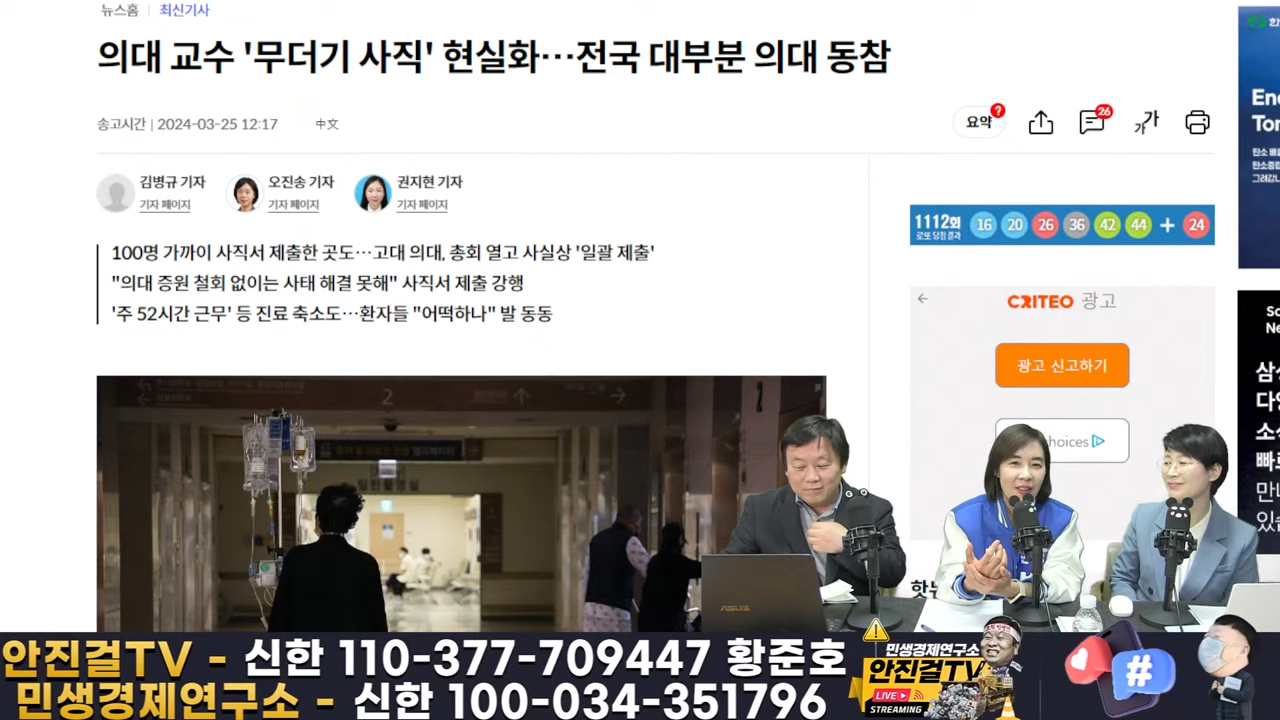 뉴스홈 | 최신기사
의대 교수 '무더기 사직' 현실화…전국 대부분 의대 동참
송고시간 | 2024-03-25 12:17 中文
요약 ? 26 가가
김병규 기자 오진송 기자 권지현 기자
기자 페이지 기자 페이지 기자 페이지
100명 가까이 사직서 제출한 곳도…고대 의대, 총회 열고 사실상 '일괄 제출'
"의대 증원 철회 없이는 사태 해결 못해" 사직서 제출 강행
'주 52시간 근무' 등 진료 축소도…환자들 "어떡하나" 발 동동
1112회
로또 당첨 결과
16 20 26 36 42 44 + 24
CRITEO 광고
광고 신고하기
hoices
2
ASUS
안진걸TV - 신한 110-377-709447 황준호
민생경제연구소 - 신한 100-034-351796
민생경제연구소
안진걸TV
LIVE
STREAMING
#